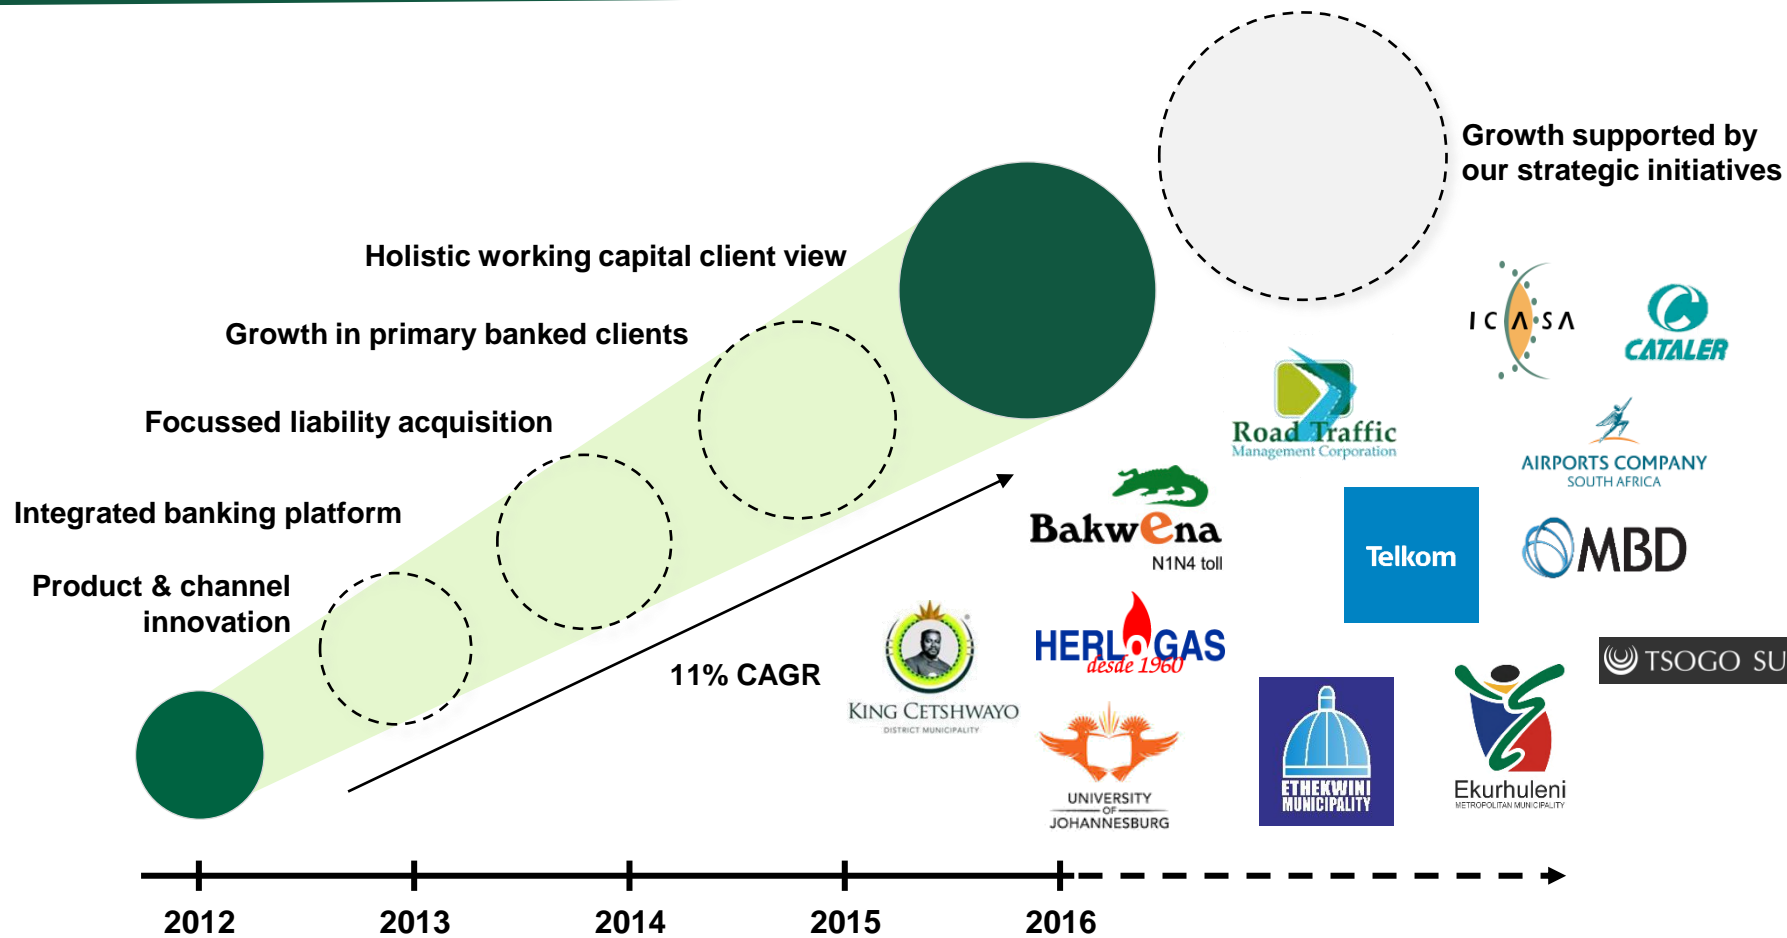 Growth supported by
our strategic initiatives
Holistic working capital client view
Growth in primary banked clients
Focussed liability acquisition
Integrated banking platform
Product & channel
innovation
11% CAGR
ICASA
CATALER
Road Traffic
Management Corporation
AIRPORTS COMPANY
SOUTH AFRICA
Bakwena
N1N4 toll
Telkom
MBD
HERLOGAS
desde 1960
KING CETSHWAYO
DISTRICT MUNICIPALITY
TSOGO SU
UNIVERSITY
OF
JOHANNESBURG
ETHEKWINI
MUNICIPALITY
Ekurhuleni
METROPOLITAN MUNICIPALITY
2012
2013
2014
2015
2016